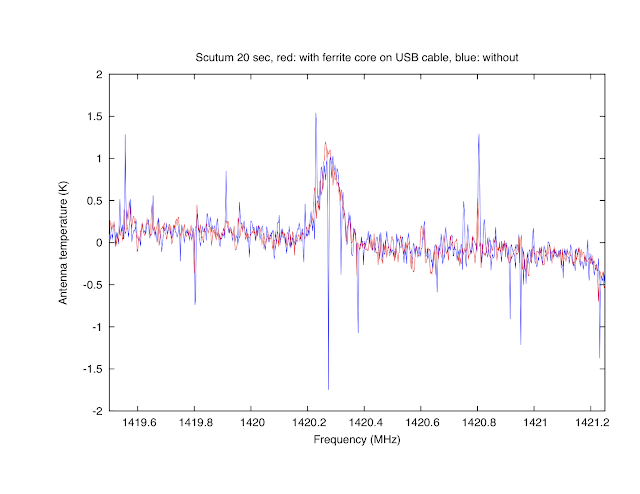 Scutum 20 sec, red: with ferrite core on USB cable, blue: without
2
1.5
1
0.5
0
-0.5
-1
-1.5
-2
Antenna temperature (K)
1419.6 1419.8 1420 1420.2 1420.4 1420.6 1420.8 1421 1421.2
Frequency (MHz)